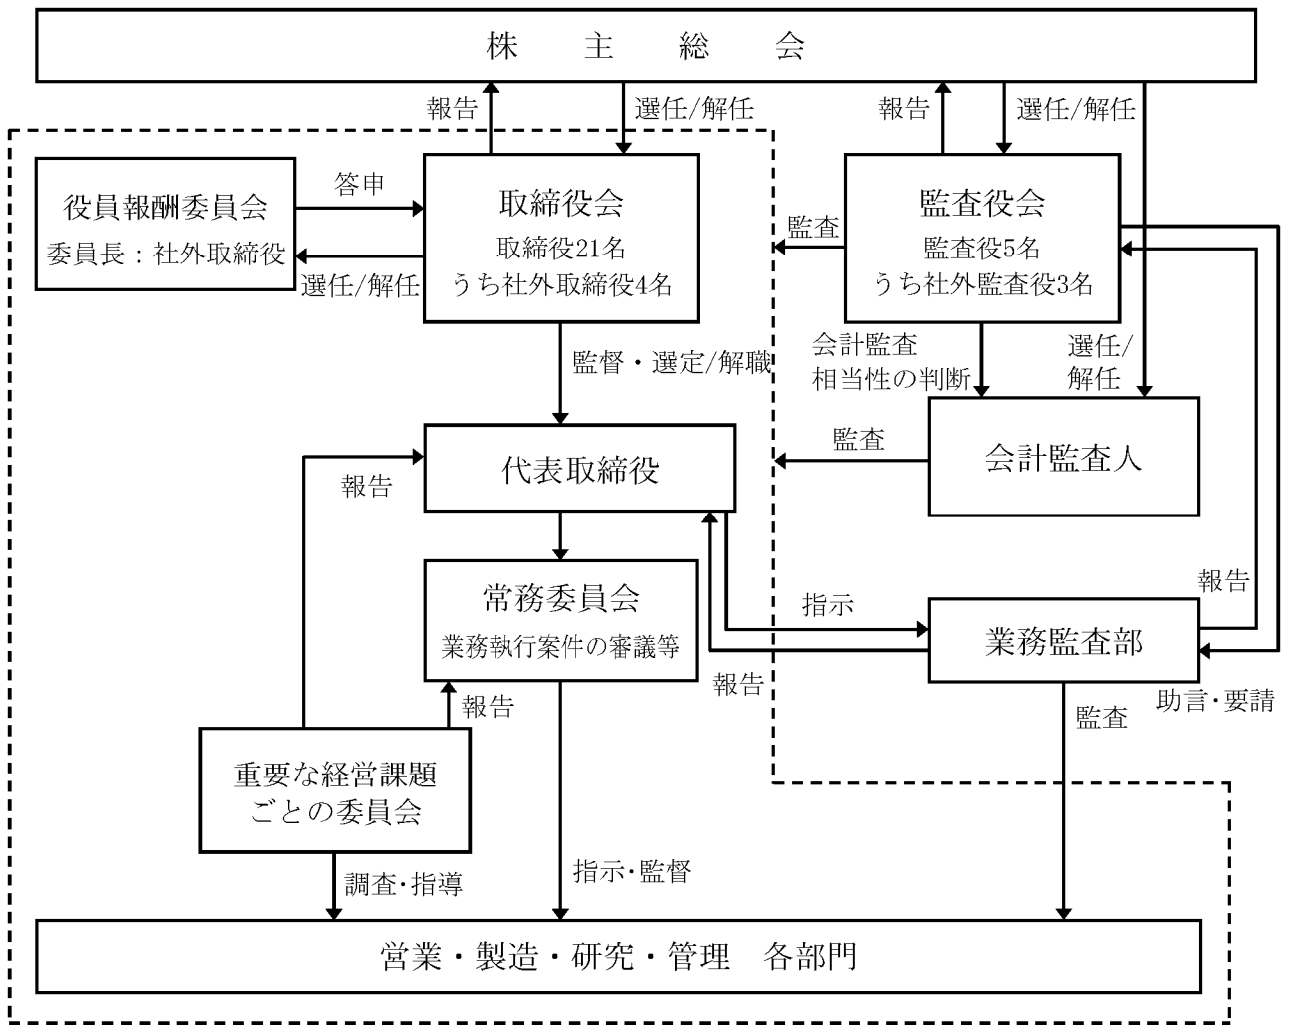 株主総会
報告
選任/解任
報告
選任/解任
役員報酬委員会
委員長：社外取締役
答申
選任/解任
取締役会
取締役21名
うち社外取締役4名
監査
監査役会
監査役5名
うち社外監査役3名
監督・選定/解職
会計監査
相当性の判断
選任/
解任
代表取締役
報告
監査
会計監査人
常務委員会
業務執行案件の審議等
指示
報告
業務監査部
報告
助言・要請
報告
監査
重要な経営課題
ごとの委員会
調査・指導
指示・監督
営業・製造・研究・管理　各部門